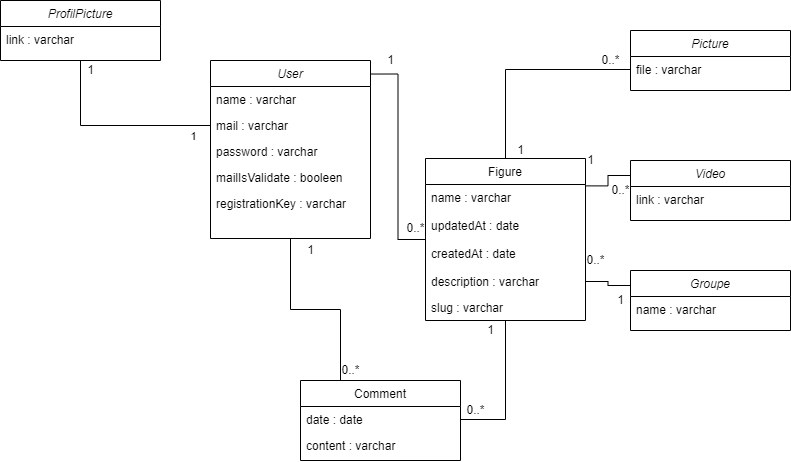 ProfilPicture
link : varchar
1
1
User
name : varchar
mail : varchar
password : varchar
mailIsValidate : booleen
registrationKey : varchar
1
0..*
1
0..*
Figure
name : varchar
updatedAt : date
createdAt : date
description : varchar
slug : varchar
1
0..*
Picture
file : varchar
1
0..*
Video
link : varchar
0..*
1
Groupe
name : varchar
1
0..*
Comment
date : date
content : varchar